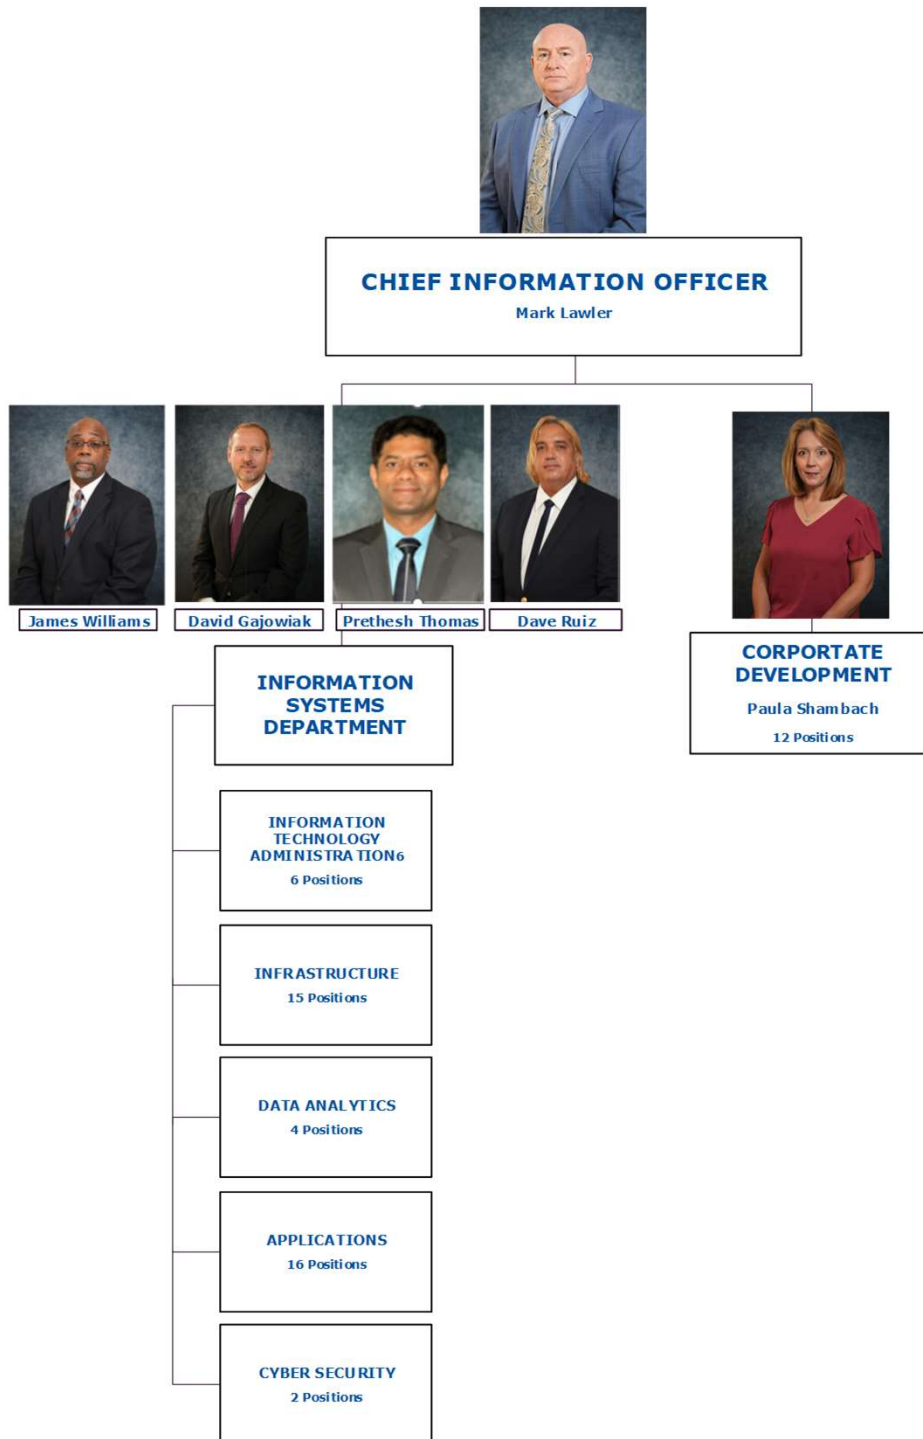 CHIEF INFORMATION OFFICER
Mark Lawler
James Williams
David Gajowiak
Prethesh Thomas
Dave Ruiz
INFORMATION
SYSTEMS
DEPARTMENT
CORPORTATE
DEVELOPMENT
Paula Shambach
12 Positions
INFORMATION
TECHNOLOGY
ADMINISTRATION6
6 Positions
INFRASTRUCTURE
15 Positions
DATA ANALYTICS
4 Positions
APPLICATIONS
16 Positions
CYBER SECURITY
2 Positions